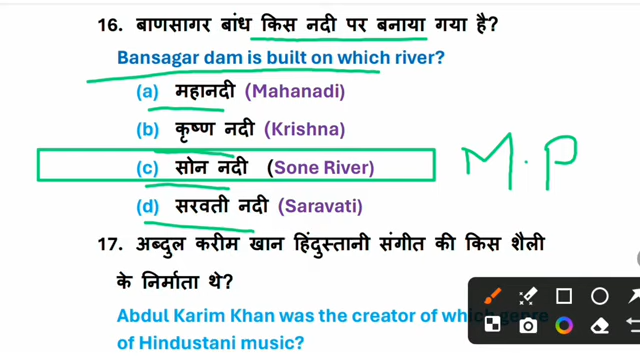 16. बाणसागर बांध किस नदी पर बनाया गया है?
Bansagar dam is built on which river?
(a) महानदी (Mahanadi)
(b) कृष्ण नदी (Krishna)
(c) सोन नदी (Sone River)
(d) सरवती नदी (Saravati)
M.P
17. अब्दुल करीम खान हिंदुस्तानी संगीत की किस शैली
के निर्माता थे?
Abdul Karim Khan was the creator of which genre
of Hindustani music?